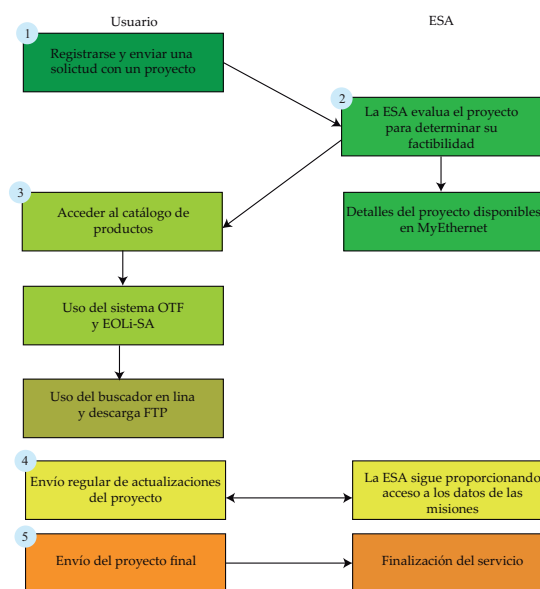 Usuario
ESA
1
Registrarse y enviar una
solictud con un proyecto
2
La ESA evalua el proyecto
para determinar su
factibilidad
3
Acceder al catálogo de
productos
Detalles del proyecto disponibles
en MyEthernet
Uso del sistema OTF
y EOLi-SA
Uso del buscador en lina
y descarga FTP
4
Envío regular de actualizaciones
del proyecto
La ESA sigue proporcionando
acceso a los datos de las
misiones
5
Envío del proyecto final
Finalización del servicio